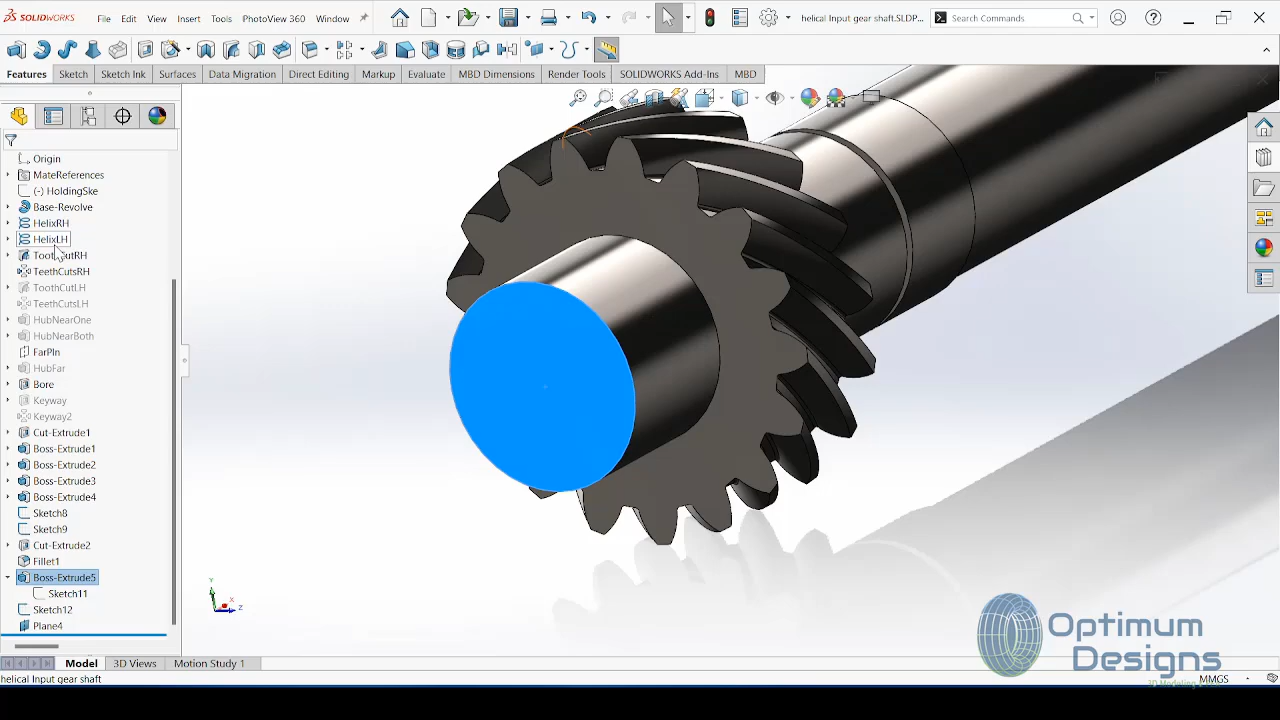 SOLIDWORKS
File Edit View Insert Tools PhotoView 360 Window
helical Input gear shaft.SLDP...
Search Commands
Features Sketch Sketch Ink Surfaces Data Migration Direct Editing Markup Evaluate MBD Dimensions Render Tools SOLIDWORKS Add-Ins MBD
Origin
MateReferences
(-) HoldingSke
Base-Revolve
HelixRH
HelixLH
ToothCutRH
TeethCutsRH
ToothCutLH
TeethCutsLH
HubNearOne
HubNearBoth
FarPln
HubFar
Bore
Keyway
Keyway2
Cut-Extrude1
Boss-Extrude1
Boss-Extrude2
Boss-Extrude3
Boss-Extrude4
Sketch8
Sketch9
Cut-Extrude2
Fillet1
Boss-Extrude5
Sketch11
Sketch12
Plane4
Y
X
Z
Optimum
Designs
Model 3D Views Motion Study 1
helical Input gear shaft
MMGS